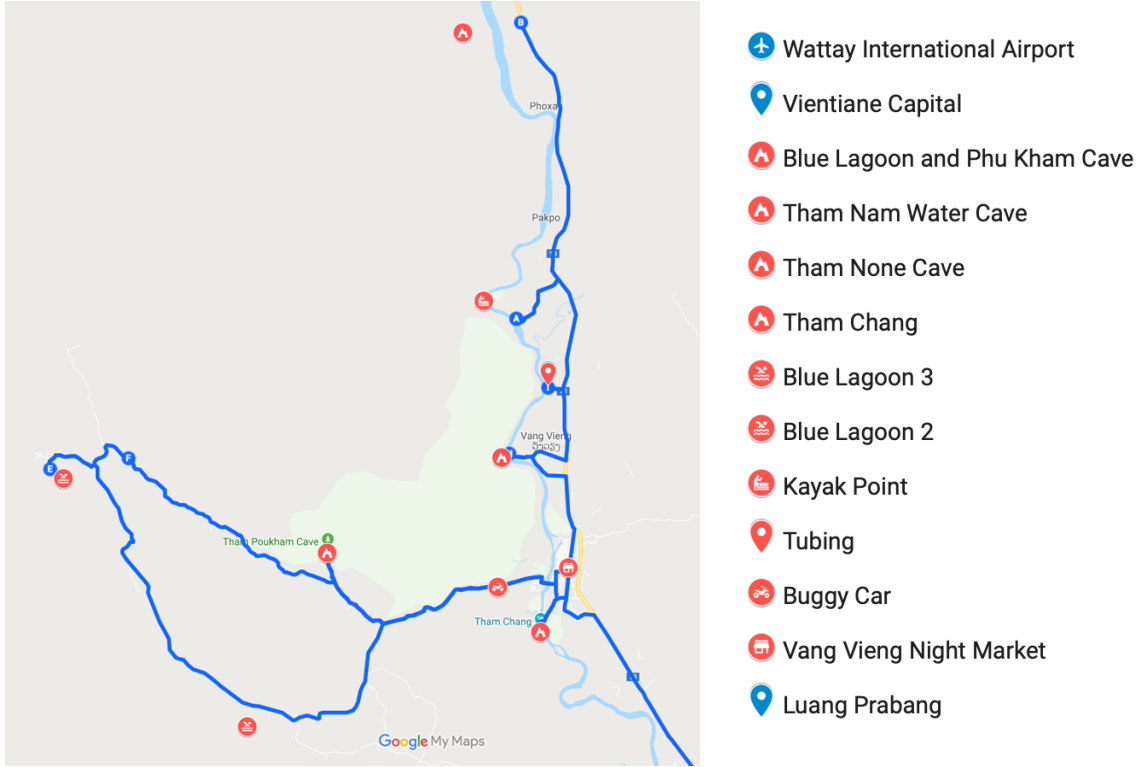 B
Phoxay
Pakpo
A
Vang Vieng
ວັງວຽງ
F
E
Tham Poukham Cave
Tham Chang
Google My Maps
Wattay International Airport
Vientiane Capital
Blue Lagoon and Phu Kham Cave
Tham Nam Water Cave
Tham None Cave
Tham Chang
Blue Lagoon 3
Blue Lagoon 2
Kayak Point
Tubing
Buggy Car
Vang Vieng Night Market
Luang Prabang